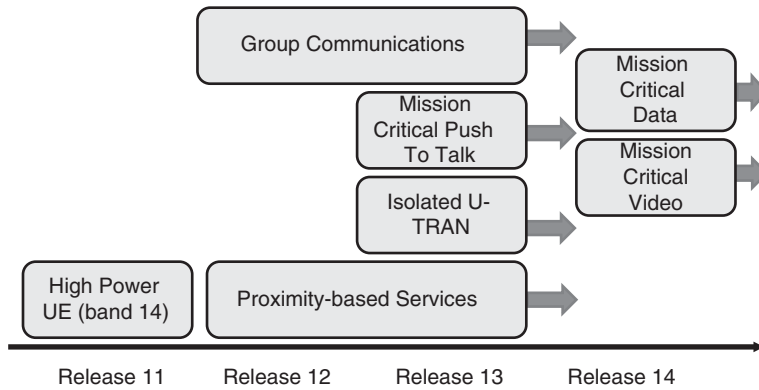 Group Communications
Mission
Critical
Data
Mission
Critical Push
To Talk
Mission
Critical
Video
Isolated U-
TRAN
High Power
UE (band 14)
Proximity-based Services
Release 11
Release 12
Release 13
Release 14